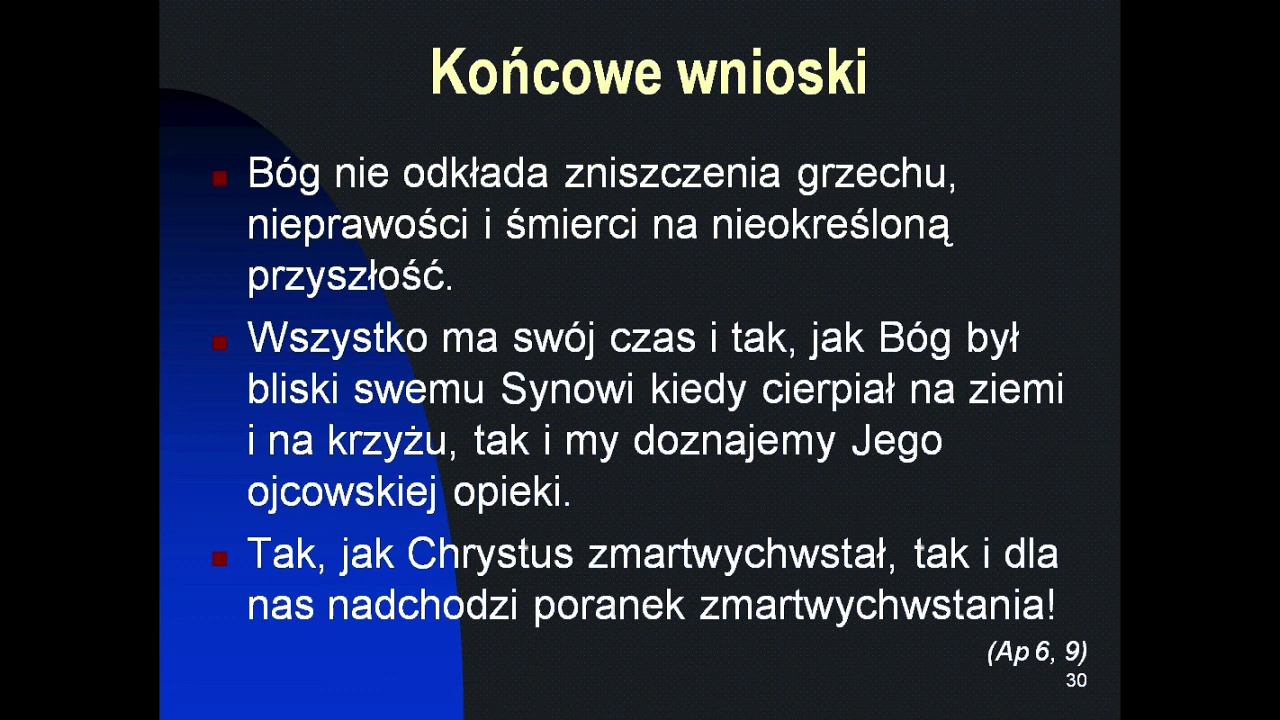 Końcowe wnioski
Bóg nie odkłada zniszczenia grzechu,
nieprawości i śmierci na nieokreśloną
przyszłość.
Wszystko ma swój czas i tak, jak Bóg był
bliski swemu Synowi kiedy cierpiał na ziemi
i na krzyżu, tak i my doznajemy Jego
ojcowskiej opieki.
Tak, jak Chrystus zmartwychwstał, tak i dla
nas nadchodzi poranek zmartwychwstania!
(Ap 6, 9)
30